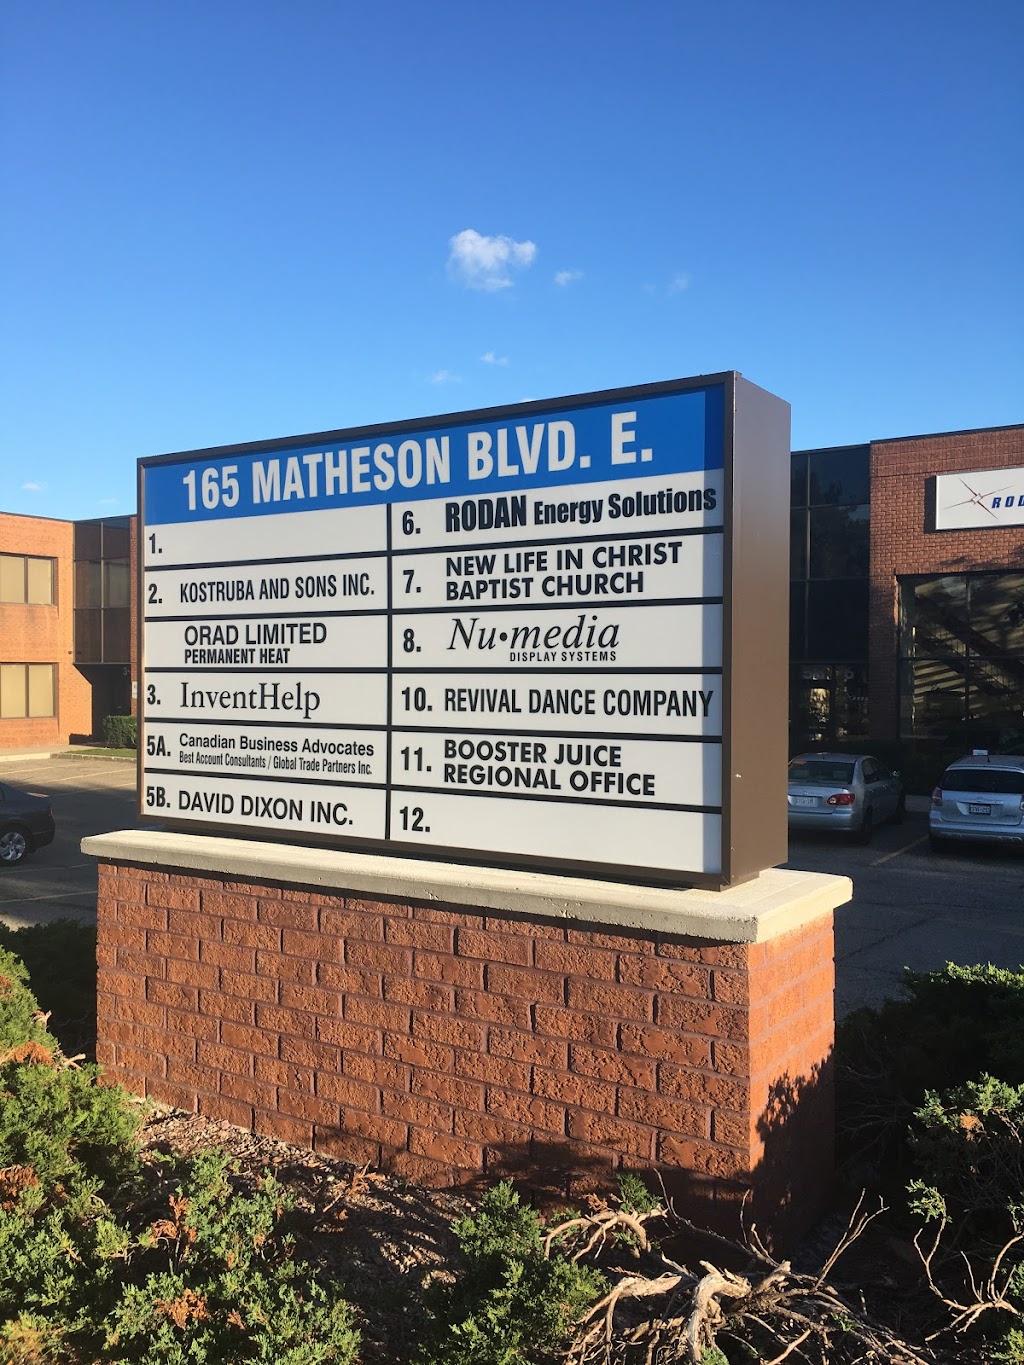 165 MATHESON BLVD. E.
1.
2. KOSTRUBA AND SONS INC.
ORAD LIMITED
PERMANENT HEAT
3. InventHelp
5A. Canadian Business Advocates
Best Account Consultants / Global Trade Partners Inc.
5B. DAVID DIXON INC.
6. RODAN Energy Solutions
7. NEW LIFE IN CHRIST
BAPTIST CHURCH
8. Nu•media
DISPLAY SYSTEMS
10. REVIVAL DANCE COMPANY
11. BOOSTER JUICE
REGIONAL OFFICE
12.